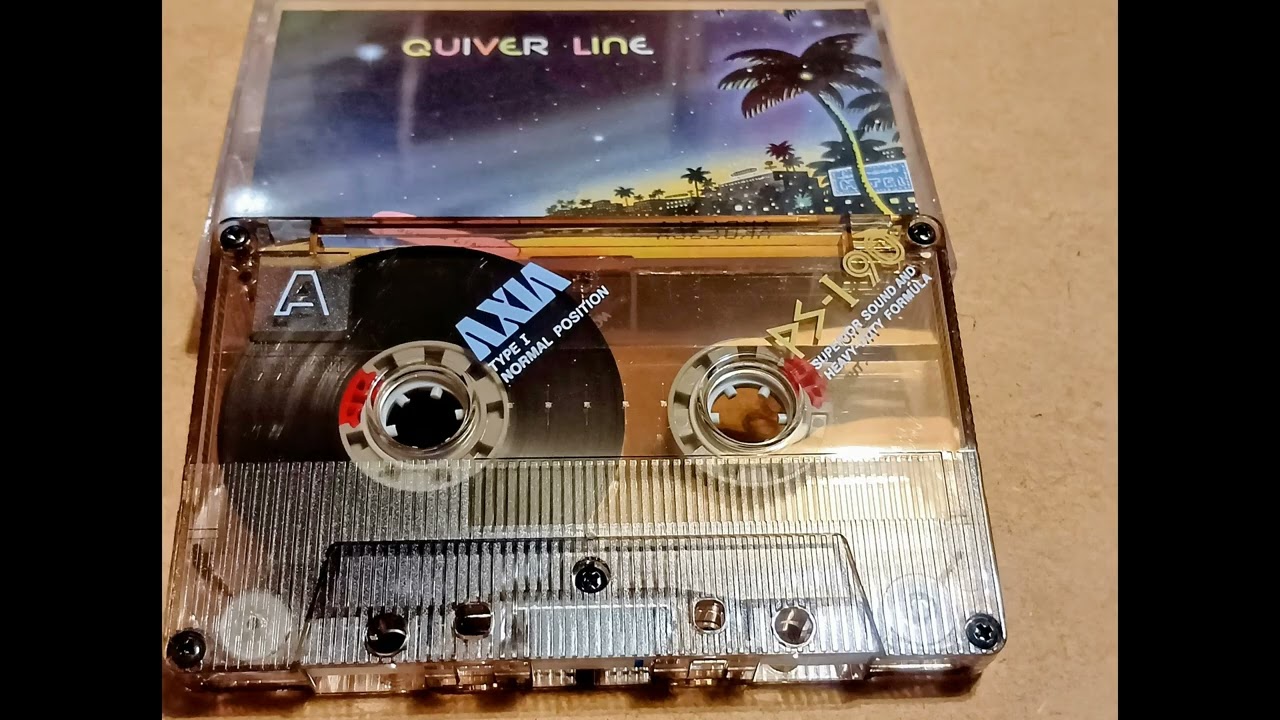 QUIVER LINE
A
AXIA
TYPE I
NORMAL POSITION
PS-I 90
SUPERIOR SOUND AND
HEAVY-DUTY FORMULA